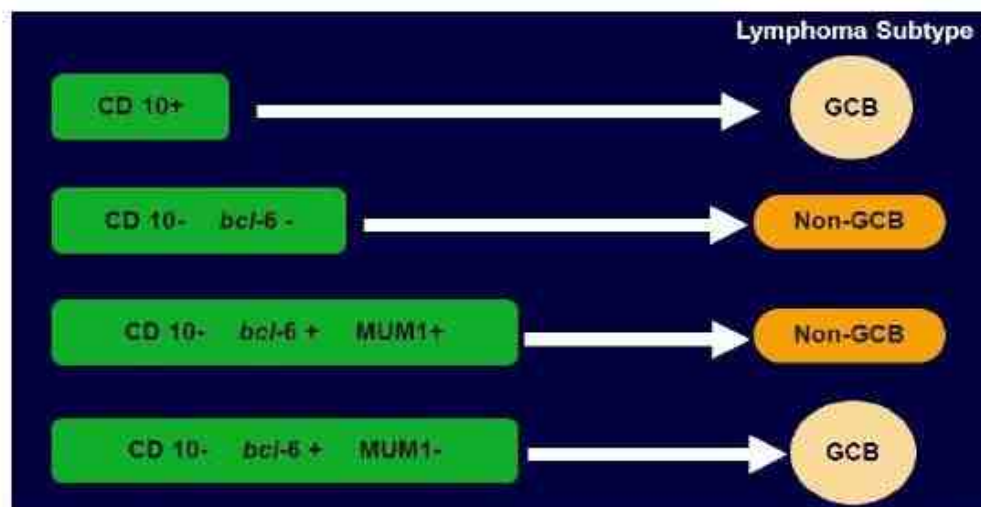 Lymphoma Subtype
CD 10+ GCB
CD 10- bcl-6 - Non-GCB
CD 10- bcl-6 + MUM1+ Non-GCB
CD 10- bcl-6 + MUM1- GCB